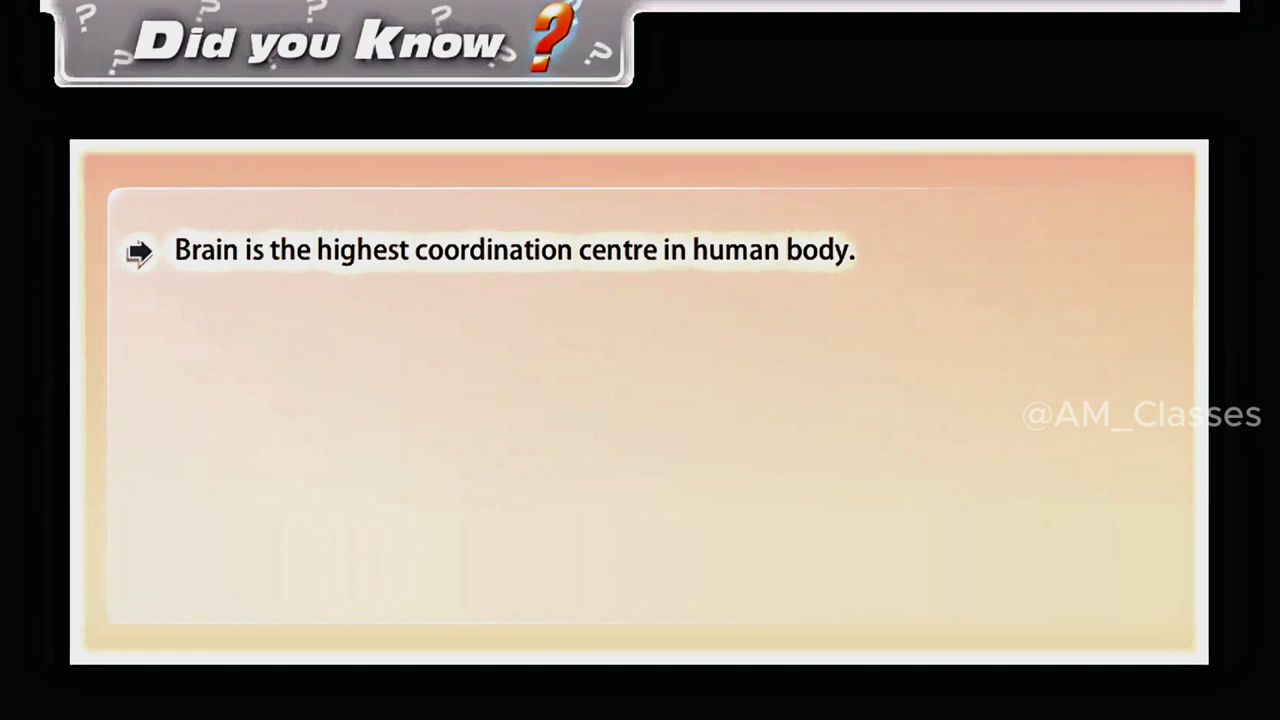 Did you Know ?
Brain is the highest coordination centre in human body.
@AM_Classes